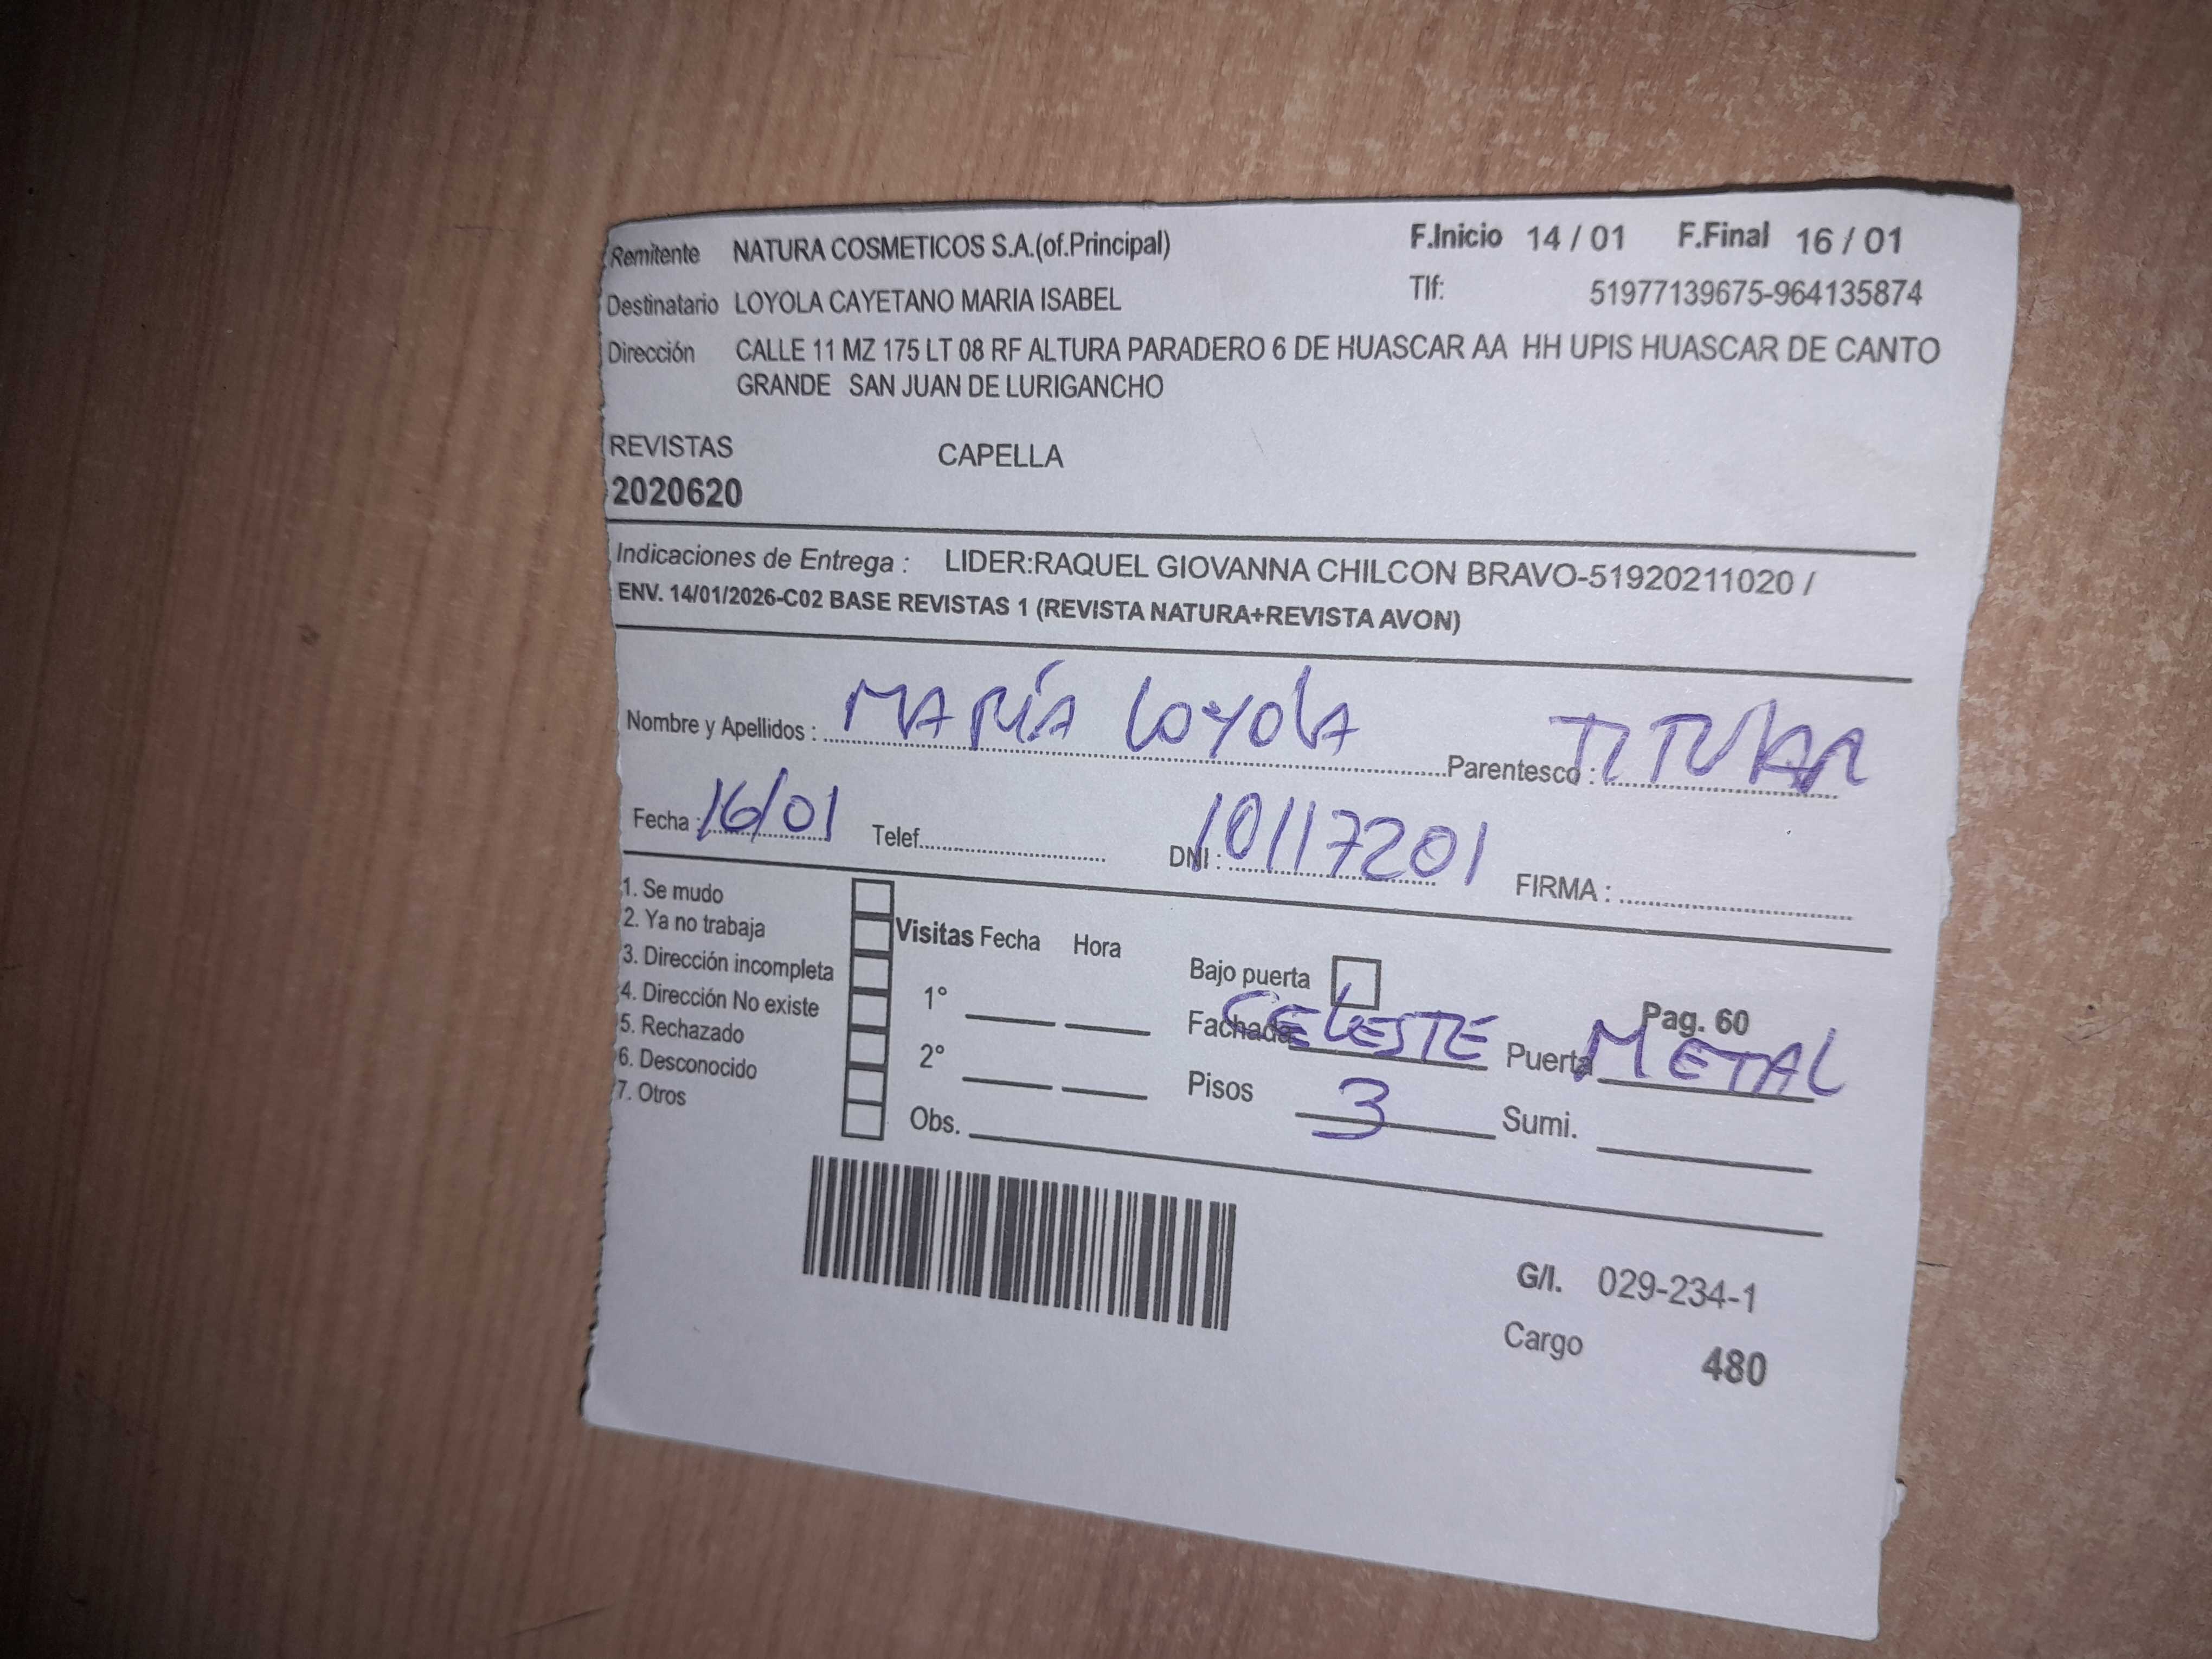 Remitente NATURA COSMETICOS S.A.(of.Principal) F.Inicio 14 / 01 F.Final 16 / 01
Destinatario LOYOLA CAYETANO MARIA ISABEL Tlf: 51977139675-964135874
Dirección CALLE 11 MZ 175 LT 08 RF ALTURA PARADERO 6 DE HUASCAR AA HH UPIS HUASCAR DE CANTO
GRANDE SAN JUAN DE LURIGANCHO
REVISTAS CAPELLA
2020620
Indicaciones de Entrega : LIDER:RAQUEL GIOVANNA CHILCON BRAVO-51920211020 /
ENV. 14/01/2026-C02 BASE REVISTAS 1 (REVISTA NATURA+REVISTA AVON)
Nombre y Apellidos : MARÍA LOYOLA Parentesco : TITULAR
Fecha : 16/01 Telef. DNI : 10117201 FIRMA :
1. Se mudo
2. Ya no trabaja Visitas Fecha Hora
3. Dirección incompleta Bajo puerta
4. Dirección No existe 1° Pag. 60
5. Rechazado Fachada CELESTE Puerta METAL
6. Desconocido 2° Pisos 3 Sumi.
7. Otros Obs.
G/I. 029-234-1
Cargo 480